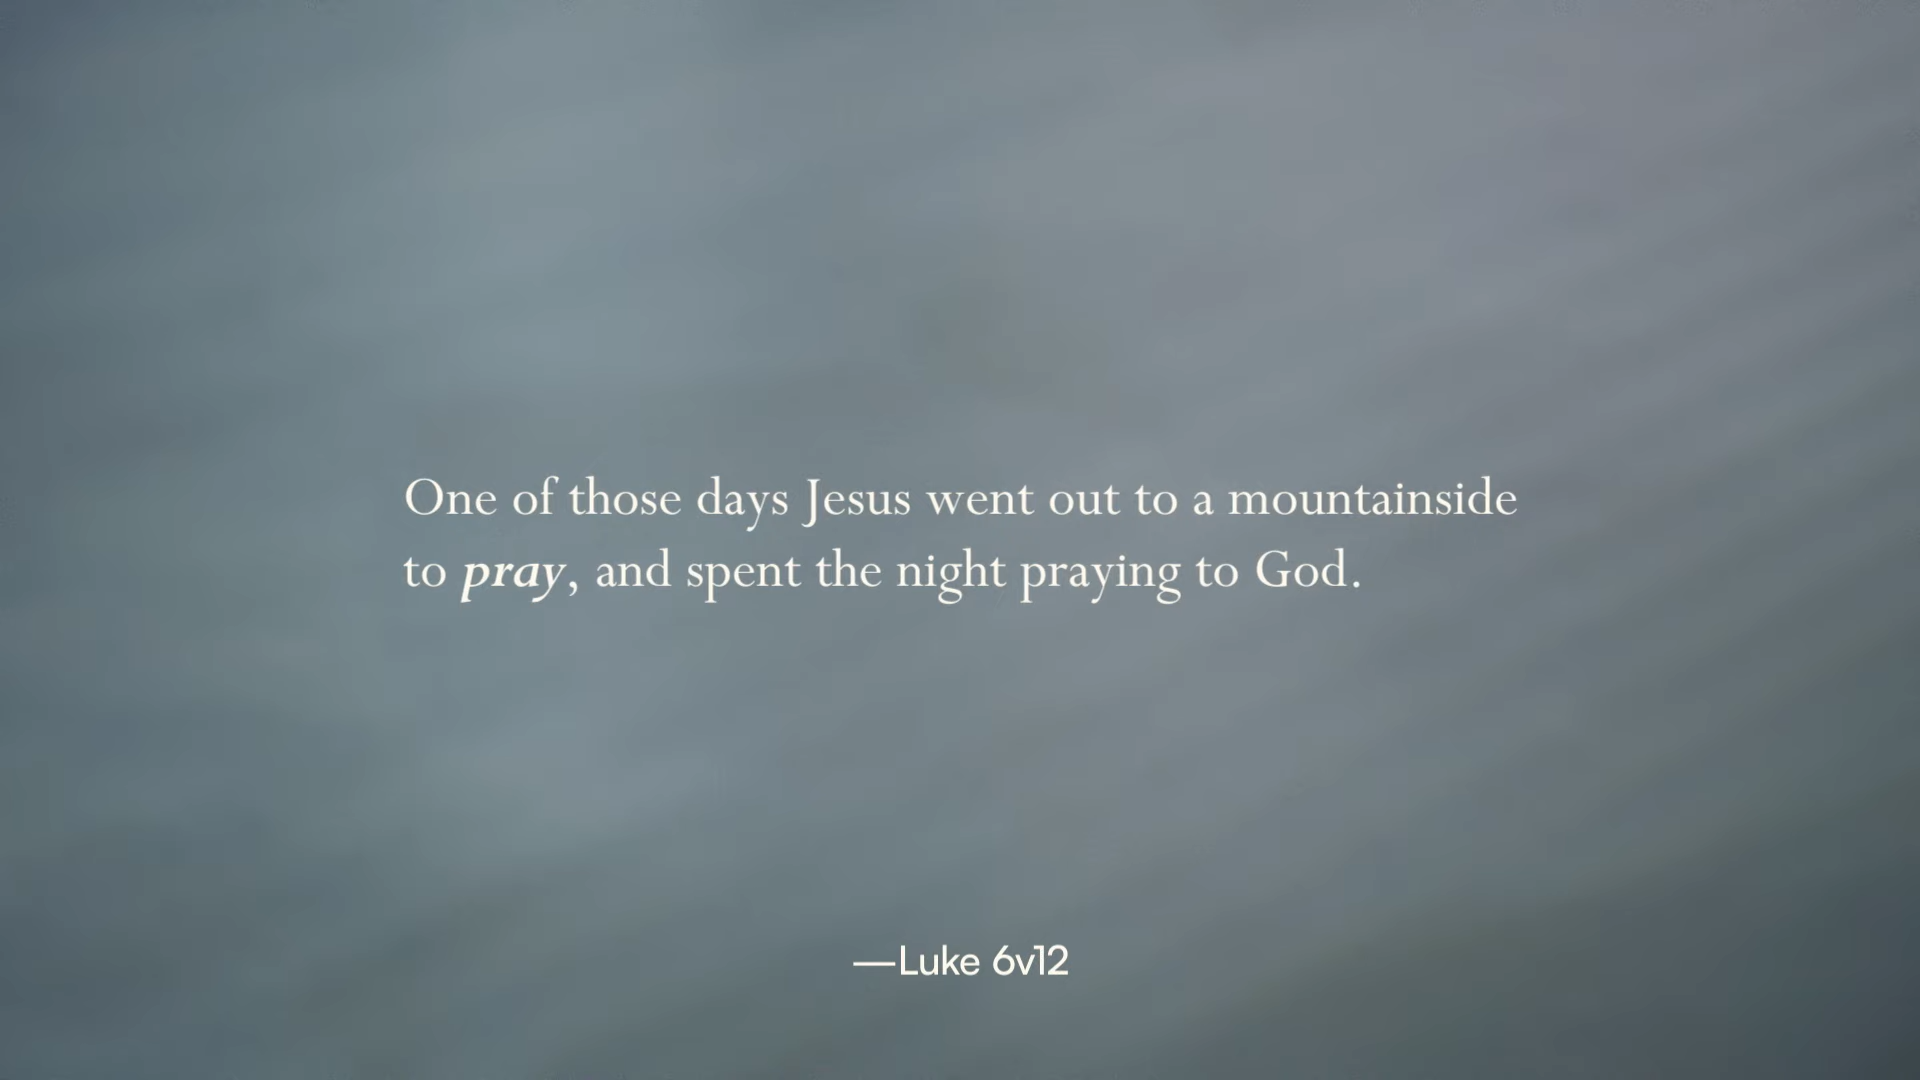 One of those days Jesus went out to a mountainside
to pray, and spent the night praying to God.
—Luke 6v12